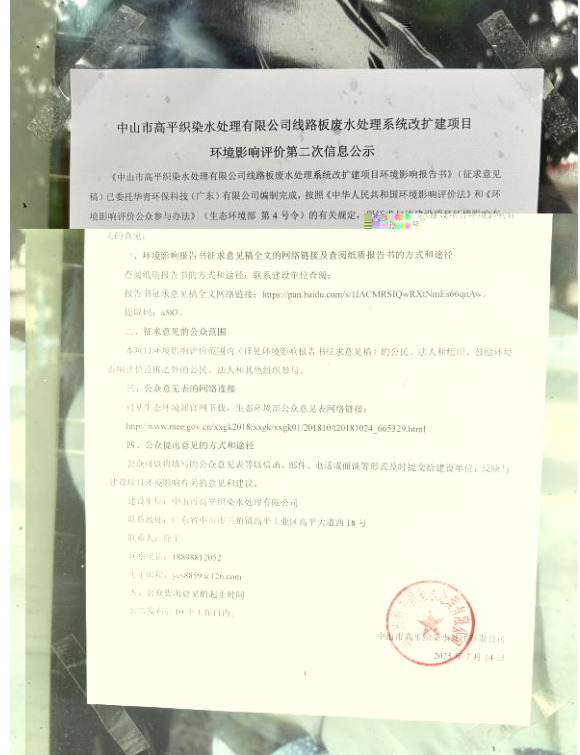 中山市高平织染水处理有限公司线路板废水处理系统改扩建项目
环境影响评价第二次信息公示
《中山市高平织染水处理有限公司线路板废水处理系统改扩建项目环境影响报告书》（征求意见
稿）已委托华青环保科技（广东）有限公司编制完成，按照《中华人民共和国环境影响评价法》和《环
境影响评价公众参与办法》（生态环境部 第 4 号令）的有关规定，
关的意见：
一、环境影响报告书征求意见稿全文的网络链接及查阅纸质报告书的方式和途径
查阅纸质报告书的方式和途径：联系建设单位查阅；
报告书征求意见稿全文网络链接：https://pan.baidu.com/s/1IACMRSIQwRXtNmEs66qnAw，
提取码：a583。
二、征求意见的公众范围
本项目环境影响评价范围内（详见环境影响报告书征求意见稿）的公民、法人和组织，鼓励环境
影响评价范围之外的公民、法人和其他组织参与。
三、公众意见表的网络连接
可从生态环境部官网下载，生态环境部公众意见表网络链接：
http://www.mee.gov.cn/xxgk2018/xxgk/xxgk01/201810/t20181024_665329.html
四、公众提出意见的方式和途径
公众可以将填写的公众意见表等以信函、邮件、电话或面谈等形式及时提交给建设单位，反映与
建设项目环境影响有关的意见和建议。
建设单位：中山市高平织染水处理有限公司
联系地址：广东省中山市三角镇高平工业区高平大道西 18 号
联系人：徐工
联系电话：18898812052
电子邮箱：yes8859@126.com
八、公众提出意见的起止时间
公告发布后 10 个工作日内。
中山市高平织染水处理有限公司
2025 年 7 月 14 日
1